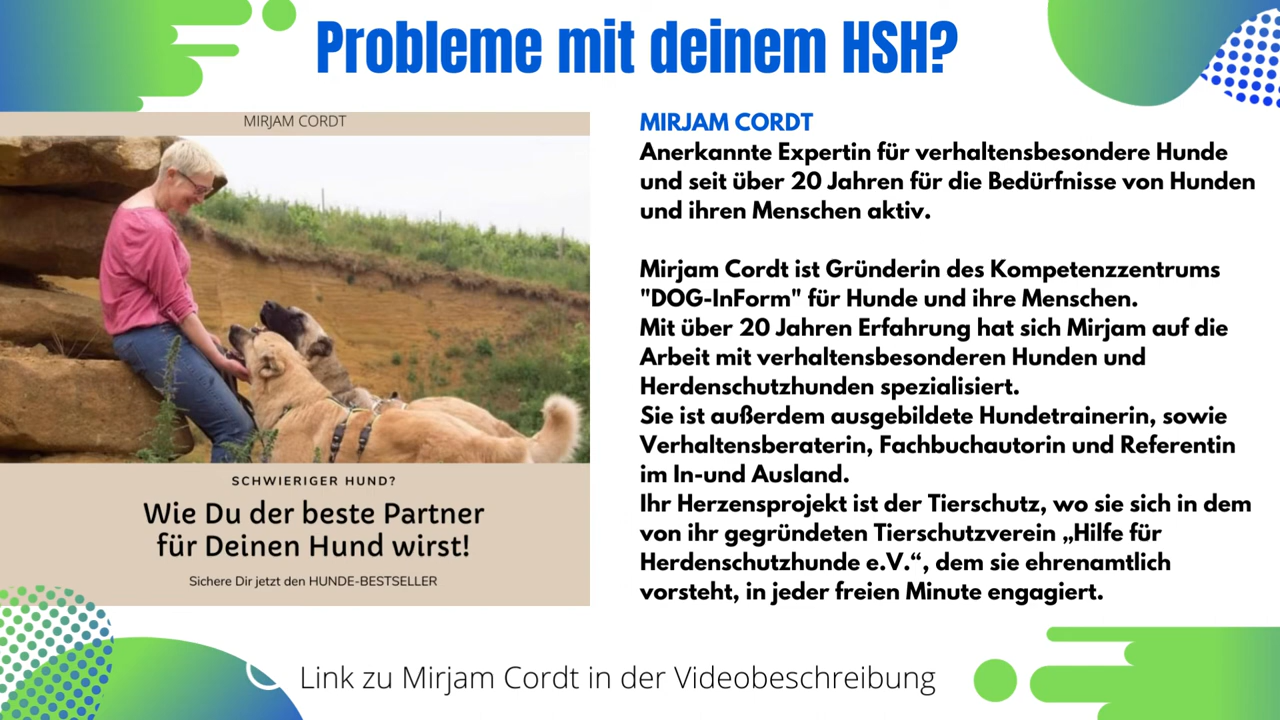 Probleme mit deinem HSH?
MIRJAM CORDT
SCHWIERIGER HUND?
Wie Du der beste Partner
für Deinen Hund wirst!
Sichere Dir jetzt den HUNDE-BESTSELLER
MIRJAM CORDT
Anerkannte Expertin für verhaltensbesondere Hunde
und seit über 20 Jahren für die Bedürfnisse von Hunden
und ihren Menschen aktiv.
Mirjam Cordt ist Gründerin des Kompetenzzentrums
"DOG-InForm" für Hunde und ihre Menschen.
Mit über 20 Jahren Erfahrung hat sich Mirjam auf die
Arbeit mit verhaltensbesonderen Hunden und
Herdenschutzhunden spezialisiert.
Sie ist außerdem ausgebildete Hundetrainerin, sowie
Verhaltensberaterin, Fachbuchautorin und Referentin
im In-und Ausland.
Ihr Herzensprojekt ist der Tierschutz, wo sie sich in dem
von ihr gegründeten Tierschutzverein „Hilfe für
Herdenschutzhunde e.V.“, dem sie ehrenamtlich
vorsteht, in jeder freien Minute engagiert.
Link zu Mirjam Cordt in der Videobeschreibung